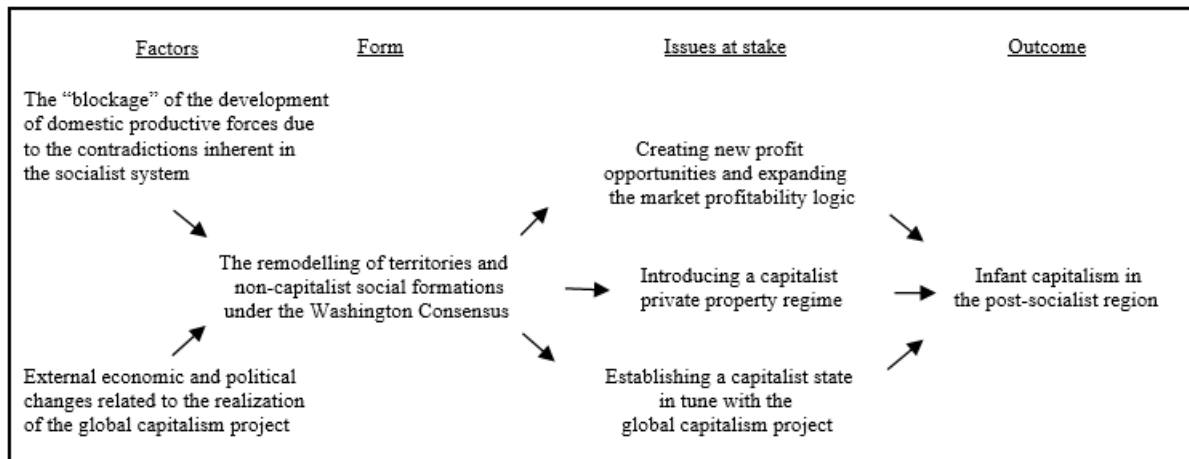 Factors
Form
Issues at stake
Outcome
The “blockage” of the development
of domestic productive forces due
to the contradictions inherent in
the socialist system
External economic and political
changes related to the realization
of the global capitalism project
The remodelling of territories and
non-capitalist social formations
under the Washington Consensus
Creating new profit
opportunities and expanding
the market profitability logic
Introducing a capitalist
private property regime
Establishing a capitalist state
in tune with the
global capitalism project
Infant capitalism in
the post-socialist region